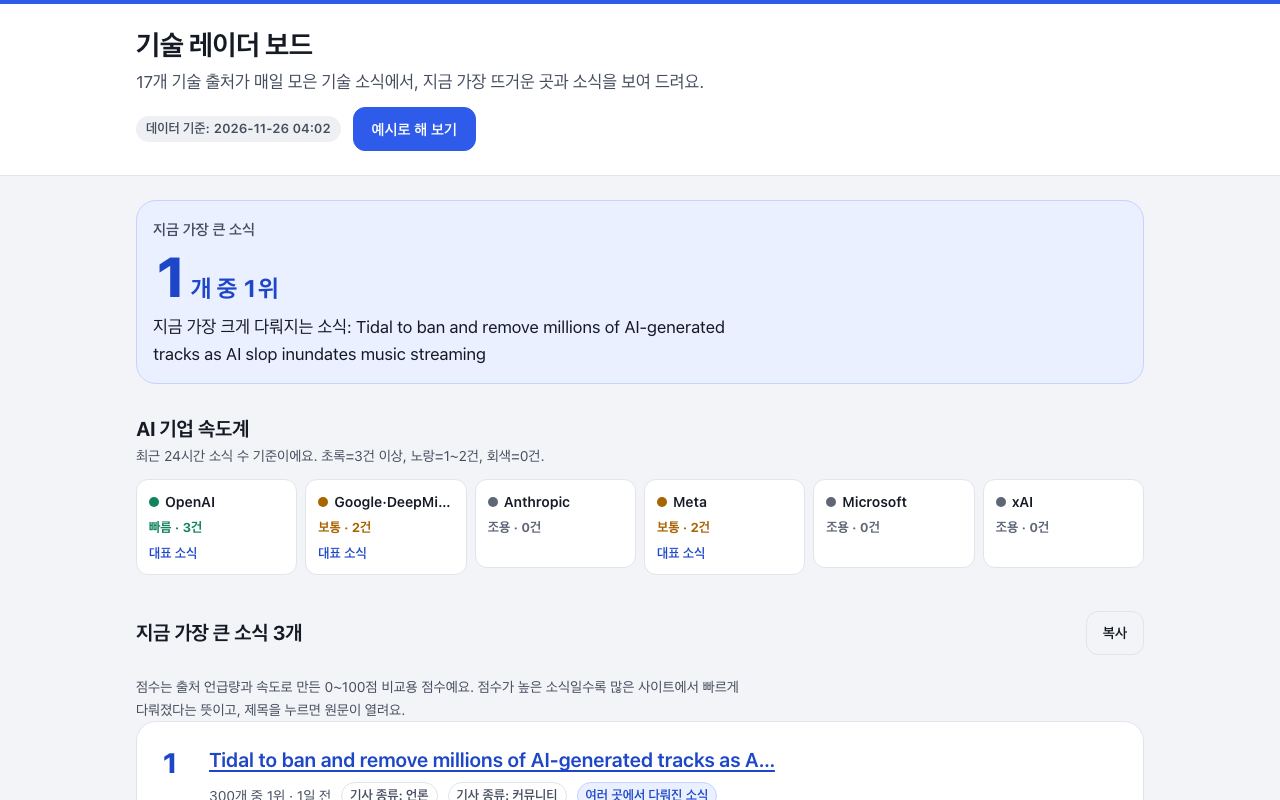 기술 레이더 보드
17개 기술 출처가 매일 모은 기술 소식에서, 지금 가장 뜨거운 곳과 소식을 보여 드려요.
데이터 기준: 2026-11-26 04:02
예시로 해 보기
지금 가장 큰 소식
1개 중 1위
지금 가장 크게 다뤄지는 소식: Tidal to ban and remove millions of AI-generated
tracks as AI slop inundates music streaming
AI 기업 속도계
최근 24시간 소식 수 기준이에요. 초록=3건 이상, 노랑=1~2건, 회색=0건.
OpenAI
빠름 · 3건
대표 소식
Google·DeepMi...
보통 · 2건
대표 소식
Anthropic
조용 · 0건
Meta
보통 · 2건
대표 소식
Microsoft
조용 · 0건
xAI
조용 · 0건
지금 가장 큰 소식 3개
복사
점수는 출처 언급량과 속도로 만든 0~100점 비교용 점수예요. 점수가 높은 소식일수록 많은 사이트에서 빠르게
다뤄졌다는 뜻이고, 제목을 누르면 원문이 열려요.
1
Tidal to ban and remove millions of AI-generated tracks as A...
300개 중 1위 · 1일 전
기사 종류: 언론
기사 종류: 커뮤니티
여러 곳에서 다뤄진 소식